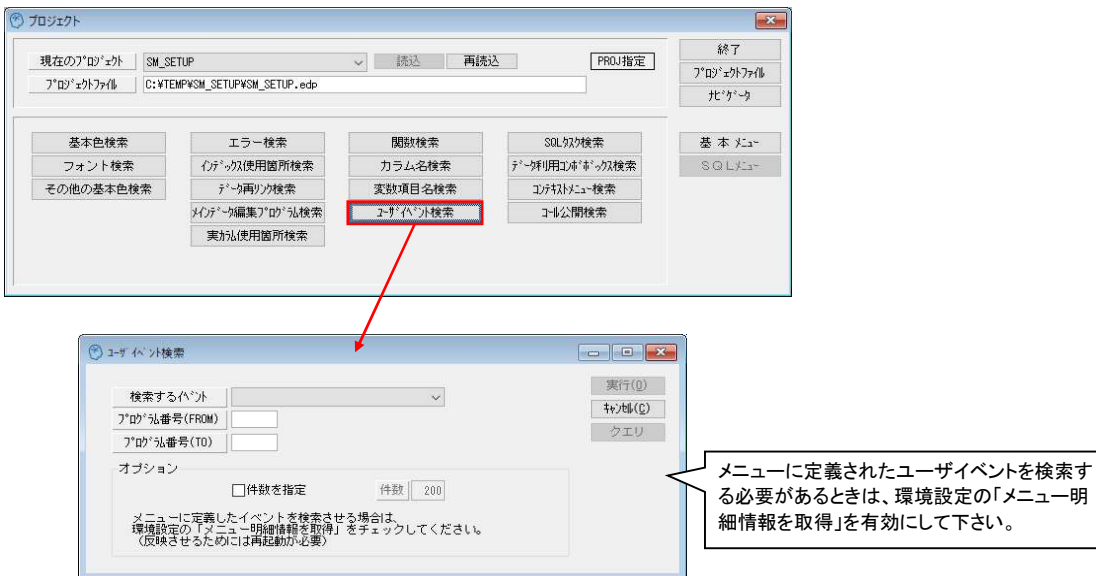 プロジェクト
現在のプロジェクト SM_SETUP 読込 再読込 PROJ指定 終了
プロジェクトファイル C:¥TEMP¥SM_SETUP¥SM_SETUP.edp プロジェクトファイル
ナビゲータ
基本色検索 エラー検索 関数検索 SQLタスク検索 基本メニュー
フォント検索 インデックス使用箇所検索 カラム名検索 データ利用コンボボックス検索 SQLメニュー
その他の基本色検索 データ再リンク検索 変数項目名検索 コンテキストメニュー検索
メインデータ編集プログラム検索 ユーザイベント検索 コール公開検索
実カラム使用箇所検索
ユーザイベント検索
検索するイベント 実行(O)
プログラム番号(FROM) キャンセル(C)
プログラム番号(TO) クエリ
オプション
件数を指定 件数 200
メニューに定義したイベントを検索させる場合は、
環境設定の「メニュー明細情報を取得」をチェックしてください。
（反映させるためには再起動が必要）
メニューに定義されたユーザイベントを検索す
る必要があるときは、環境設定の「メニュー明
細情報を取得」を有効にして下さい。